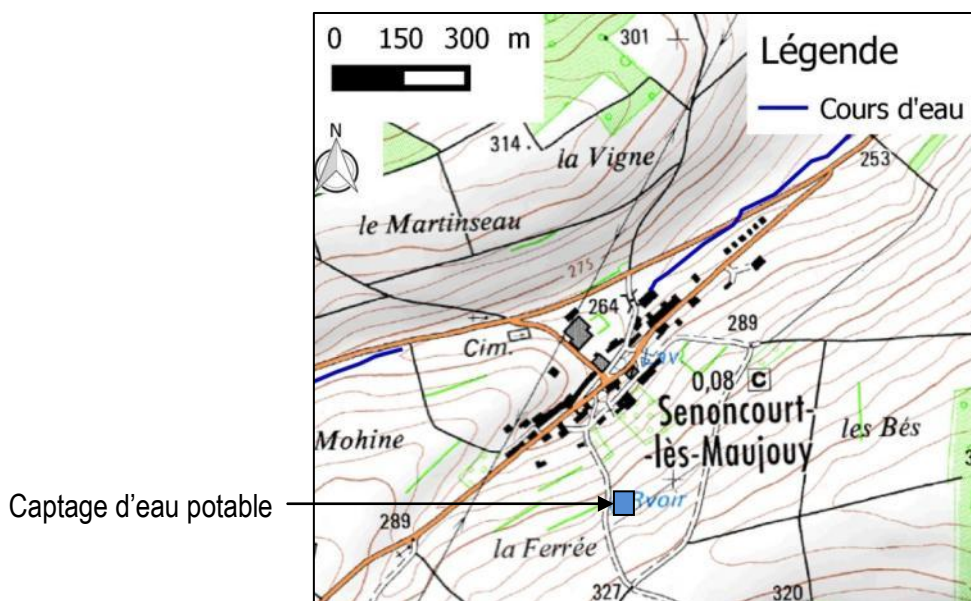 0 150 300 m
301
Légende
Cours d'eau
N
314
la Vigne
253
le Martinseau
275
264
289
Cim.
Lav
0,08 C
Senoncourt-
-lès-Maujouy
Mohine
les Bés
Captage d'eau potable
289
la Ferrée
327
320